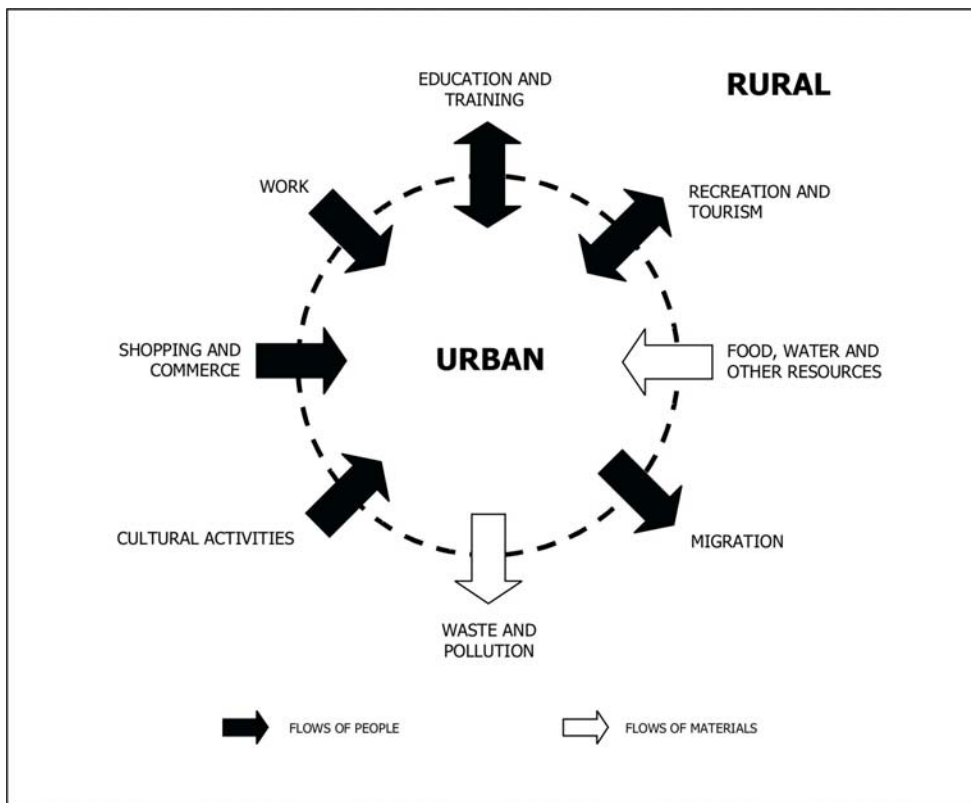 EDUCATION AND
TRAINING
RURAL
WORK
RECREATION AND
TOURISM
SHOPPING AND
COMMERCE
URBAN
FOOD, WATER AND
OTHER RESOURCES
CULTURAL ACTIVITIES
MIGRATION
WASTE AND
POLLUTION
FLOWS OF PEOPLE
FLOWS OF MATERIALS